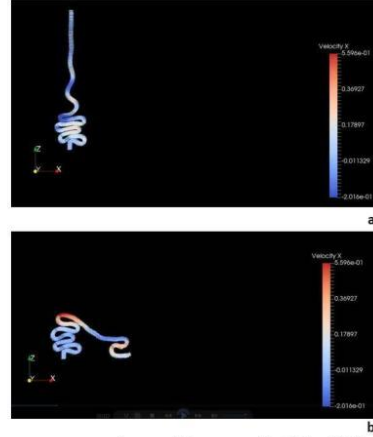 Velocity X
5.596e-01
0.36927
0.17897
-0.011329
-2.016e-01
Z
Y X
a
Velocity X
5.596e-01
0.36927
0.17897
-0.011329
-2.016e-01
Z
Y X
b